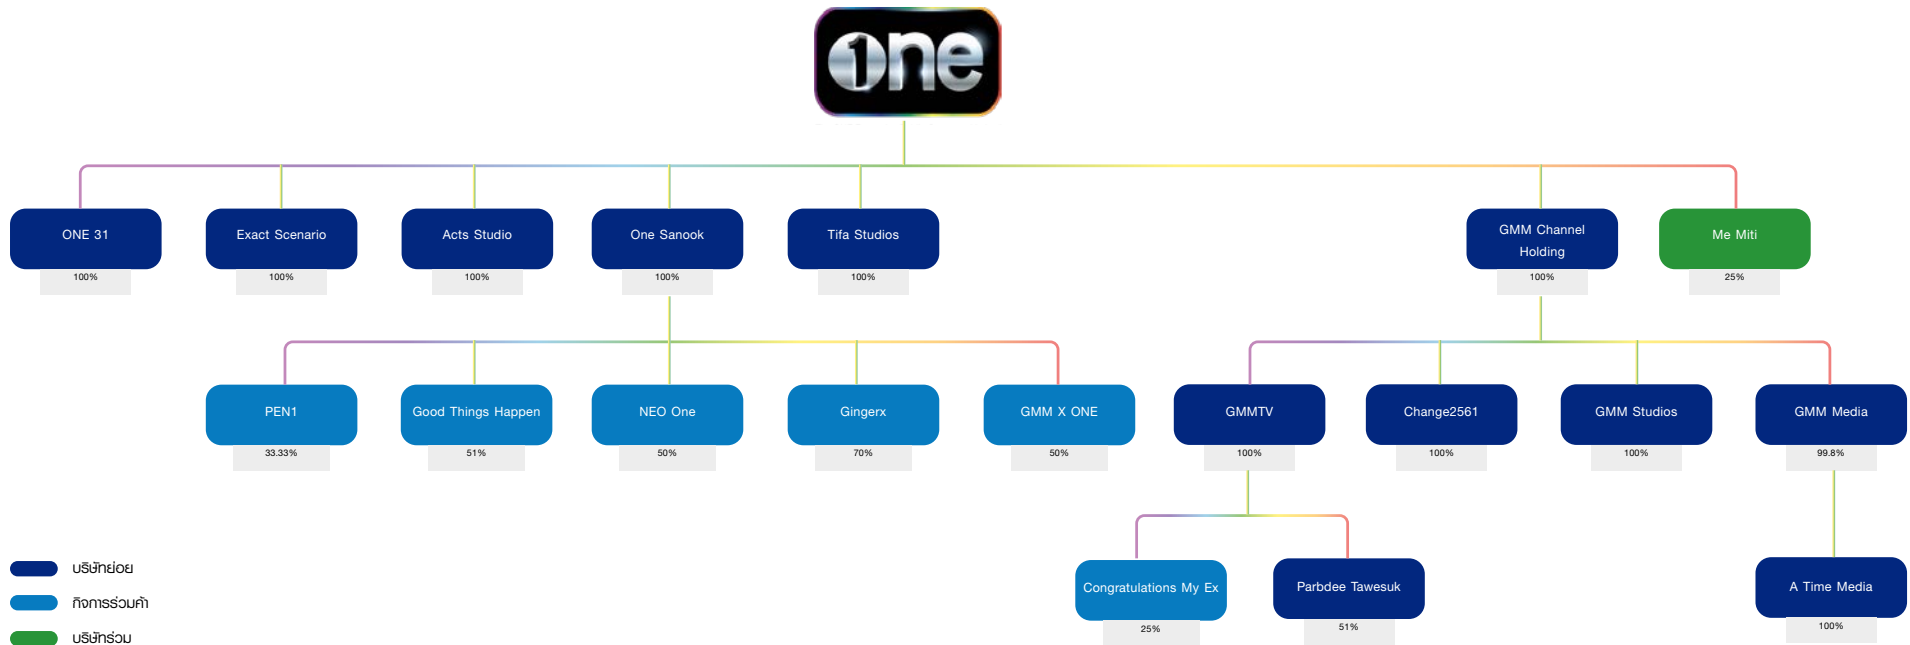 one
ONE 31
Exact Scenario
Acts Studio
One Sanook
Tifa Studios
GMM Channel
Holding
Me Miti
100%
100%
100%
100%
100%
100%
25%
PEN1
Good Things Happen
NEO One
Gingerx
GMM X ONE
GMMTV
Change2561
GMM Studios
GMM Media
33.33%
51%
50%
70%
50%
100%
100%
100%
99.8%
Congratulations My Ex
Parbdee Tawesuk
A Time Media
25%
51%
100%
บริษัทย่อย
กิจการร่วมค้า
บริษัทร่วม